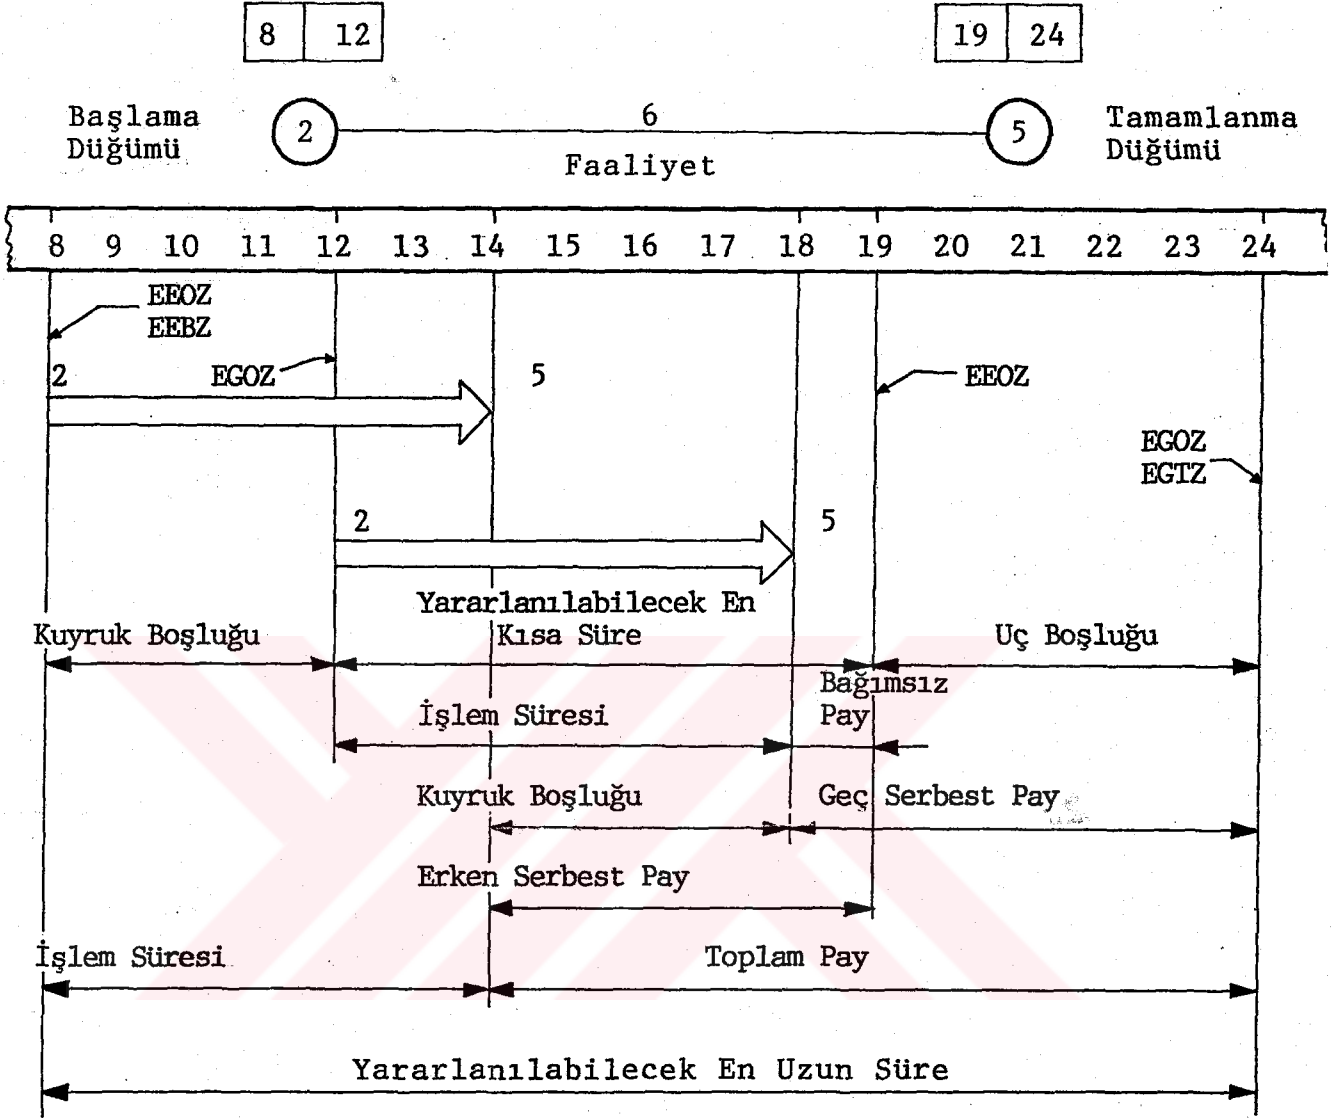 8 12
19 24
Başlama
Düğümü
2
6
Faaliyet
5
Tamamlanma
Düğümü
8 9 10 11 12 13 14 15 16 17 18 19 20 21 22 23 24
EEOZ
EEBZ
2
EGOZ
5
EEOZ
EGOZ
EGTZ
2
5
Yararlanılabilecek En
Kısa Süre
Kuyruk Boşluğu
Uç Boşluğu
Bağımsız
Pay
İşlem Süresi
Kuyruk Boşluğu
Geç Serbest Pay
Erken Serbest Pay
İşlem Süresi
Toplam Pay
Yararlanılabilecek En Uzun Süre